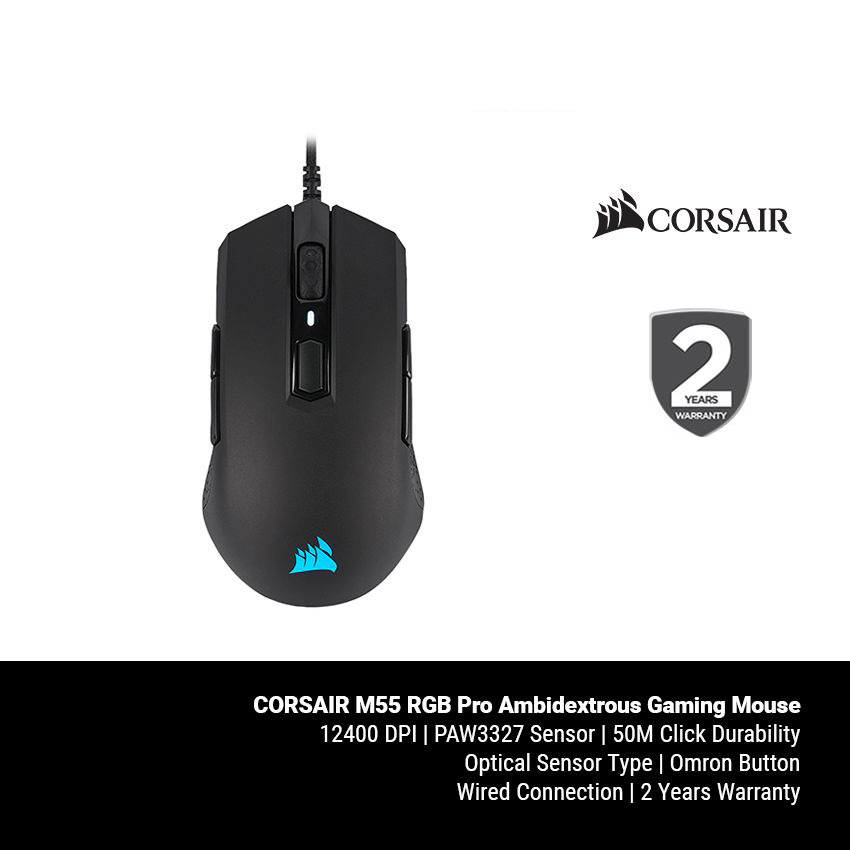 CORSAIR
2
YEARS
WARRANTY
CORSAIR M55 RGB Pro Ambidextrous Gaming Mouse
12400 DPI | PAW3327 Sensor | 50M Click Durability
Optical Sensor Type | Omron Button
Wired Connection | 2 Years Warranty